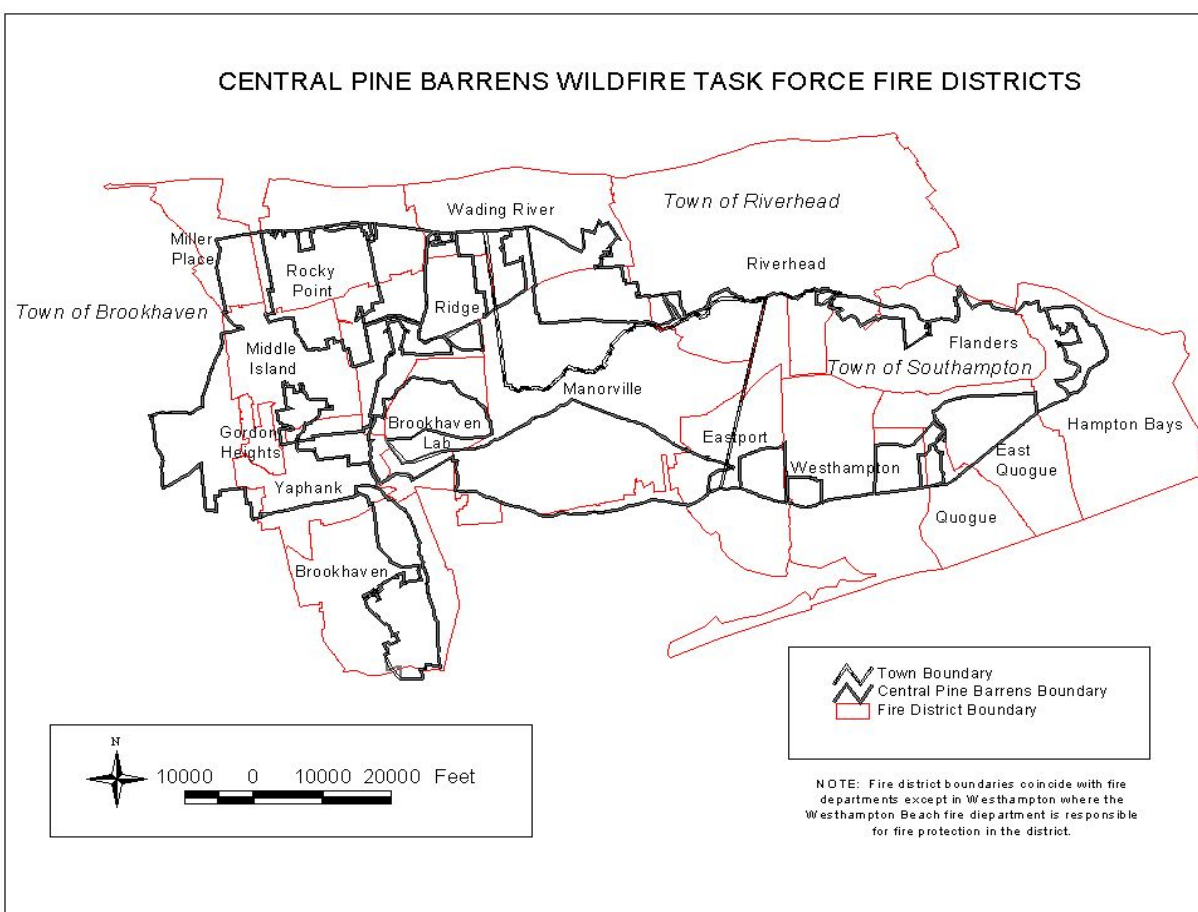 CENTRAL PINE BARRENS WILDFIRE TASK FORCE FIRE DISTRICTS
Town of Riverhead
Wading River
Miller
Place
Riverhead
Rocky
Point
Town of Brookhaven
Ridge
Flanders
Middle
Island
Town of Southampton
Manorville
Gordon
Heights
Brookhaven
Lab
Eastport
Hampton Bays
Westhampton
East
Quogue
Yaphank
Quogue
Brookhaven
Town Boundary
Central Pine Barrens Boundary
Fire District Boundary
N
10000 0 10000 20000 Feet
NOTE: Fire district boundaries coincide with fire
departments except in Westhampton where the
Westhampton Beach fire diepartment is responsible
for fire protection in the district.